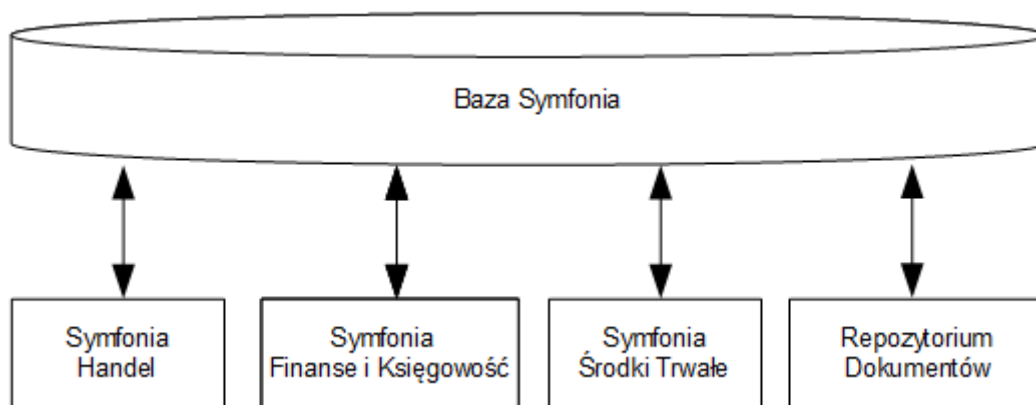 Baza Symfonia
Symfonia
Handel
Symfonia
Finanse i Księgowość
Symfonia
Środki Trwałe
Repozytorium
Dokumentów